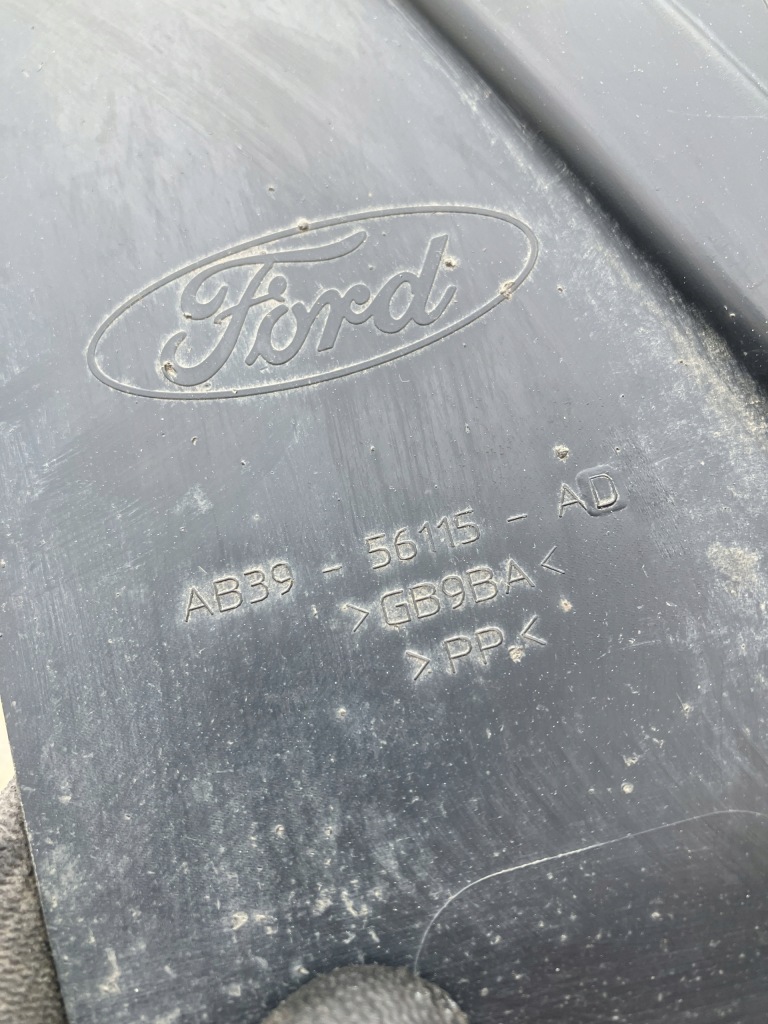 Ford
AB39 - 56115 - AD
>GB9BA<
>PP<